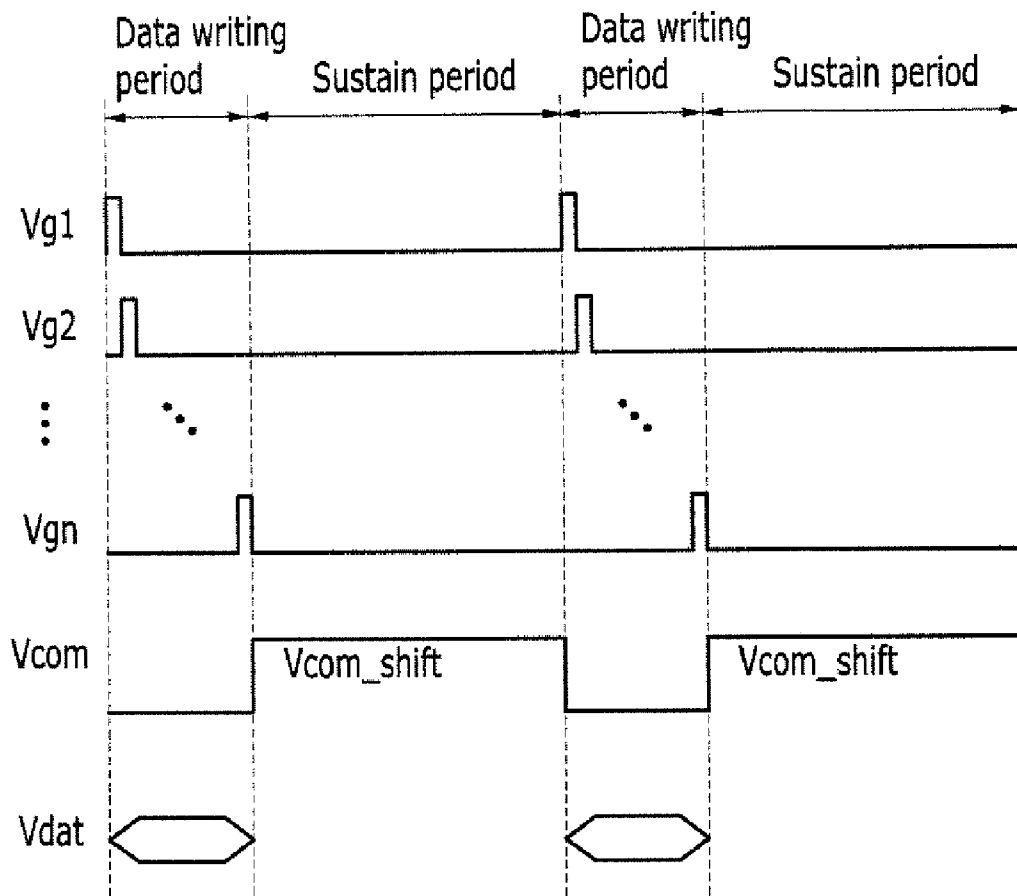 Data writing
period
Sustain period
Data writing
period
Sustain period
Vg1
Vg2
Vgn
Vcom
Vcom_shift
Vcom_shift
Vdat